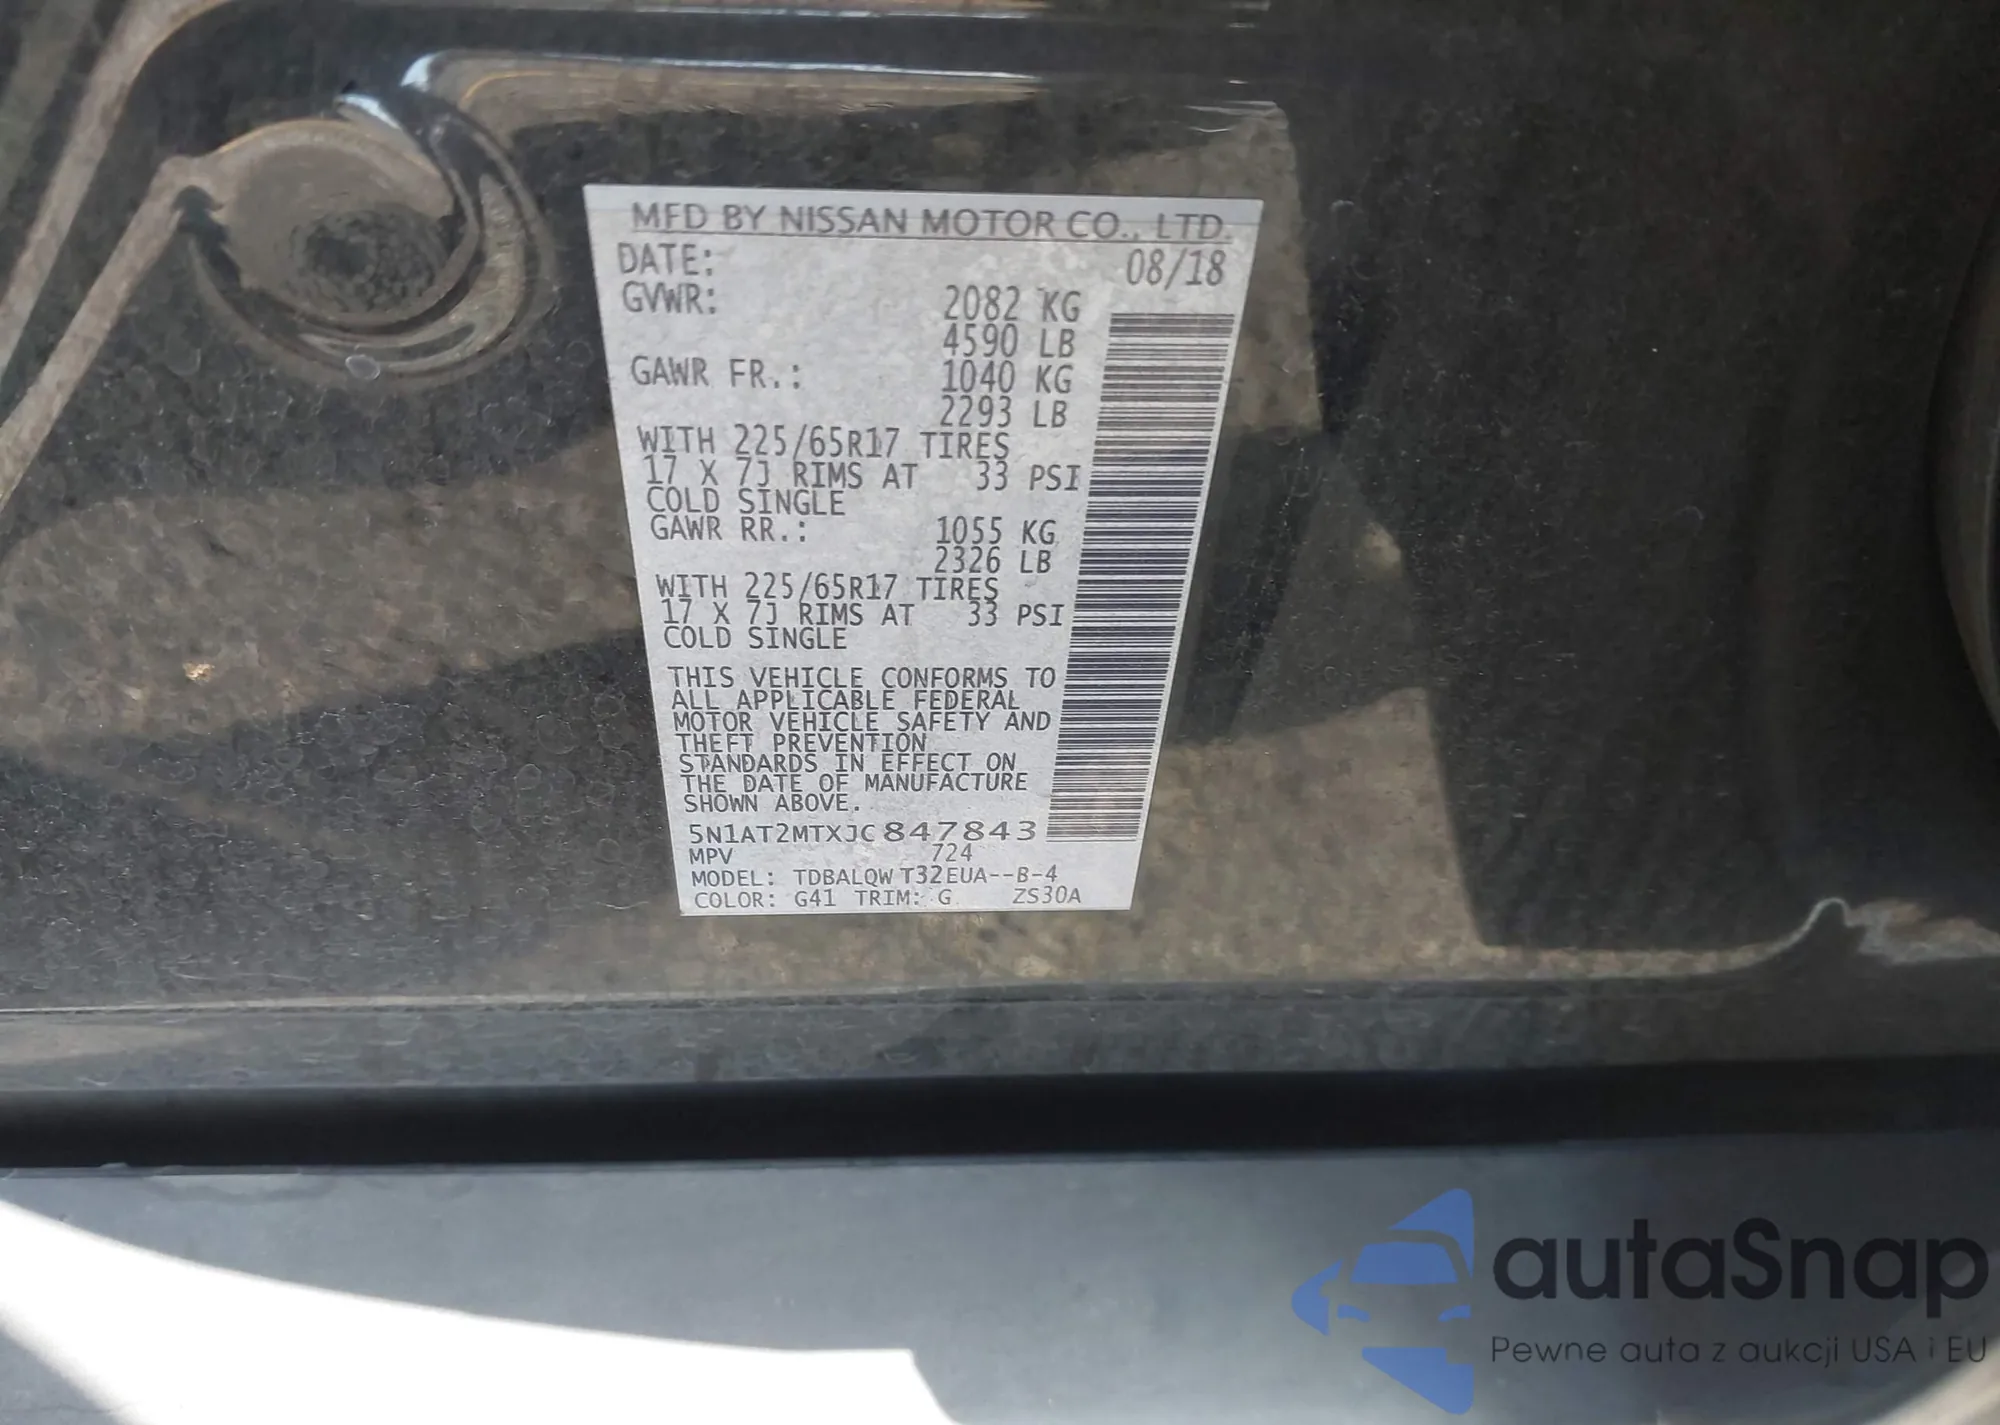 MFD BY NISSAN MOTOR CO., LTD.
DATE: 08/18
GVWR: 2082 KG
4590 LB
GAWR FR.: 1040 KG
2293 LB
WITH 225/65R17 TIRES
17 X 7J RIMS AT 33 PSI
COLD SINGLE
GAWR RR.: 1055 KG
2326 LB
WITH 225/65R17 TIRES
17 X 7J RIMS AT 33 PSI
COLD SINGLE
THIS VEHICLE CONFORMS TO
ALL APPLICABLE FEDERAL
MOTOR VEHICLE SAFETY AND
THEFT PREVENTION
STANDARDS IN EFFECT ON
THE DATE OF MANUFACTURE
SHOWN ABOVE.
5N1AT2MTXJC847843
MPV 724
MODEL: TDBALQW T32EUA--B-4
COLOR: G41 TRIM: G ZS30A
autaSnap
Pewne auta z aukcji USA i EU